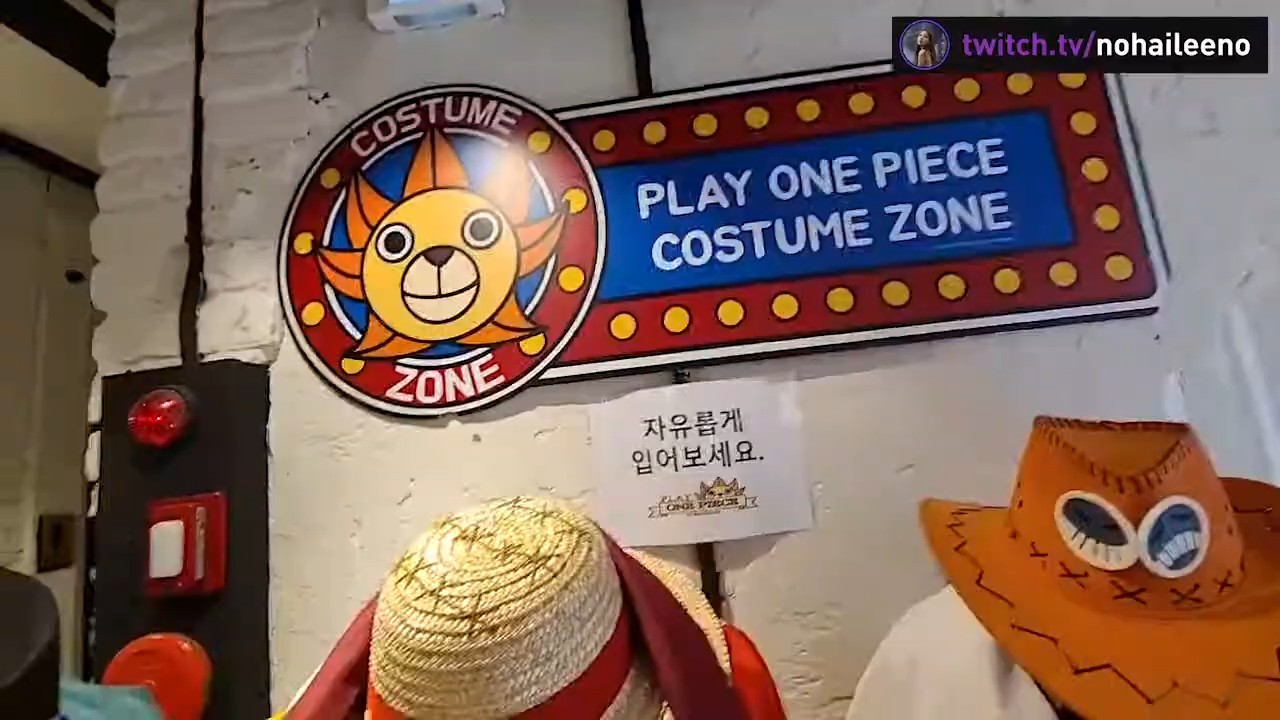 twitch.tv/nohaileeno
COSTUME
ZONE
PLAY ONE PIECE
COSTUME ZONE
자유롭게
입어보세요.
PLAY
ONE PIECE